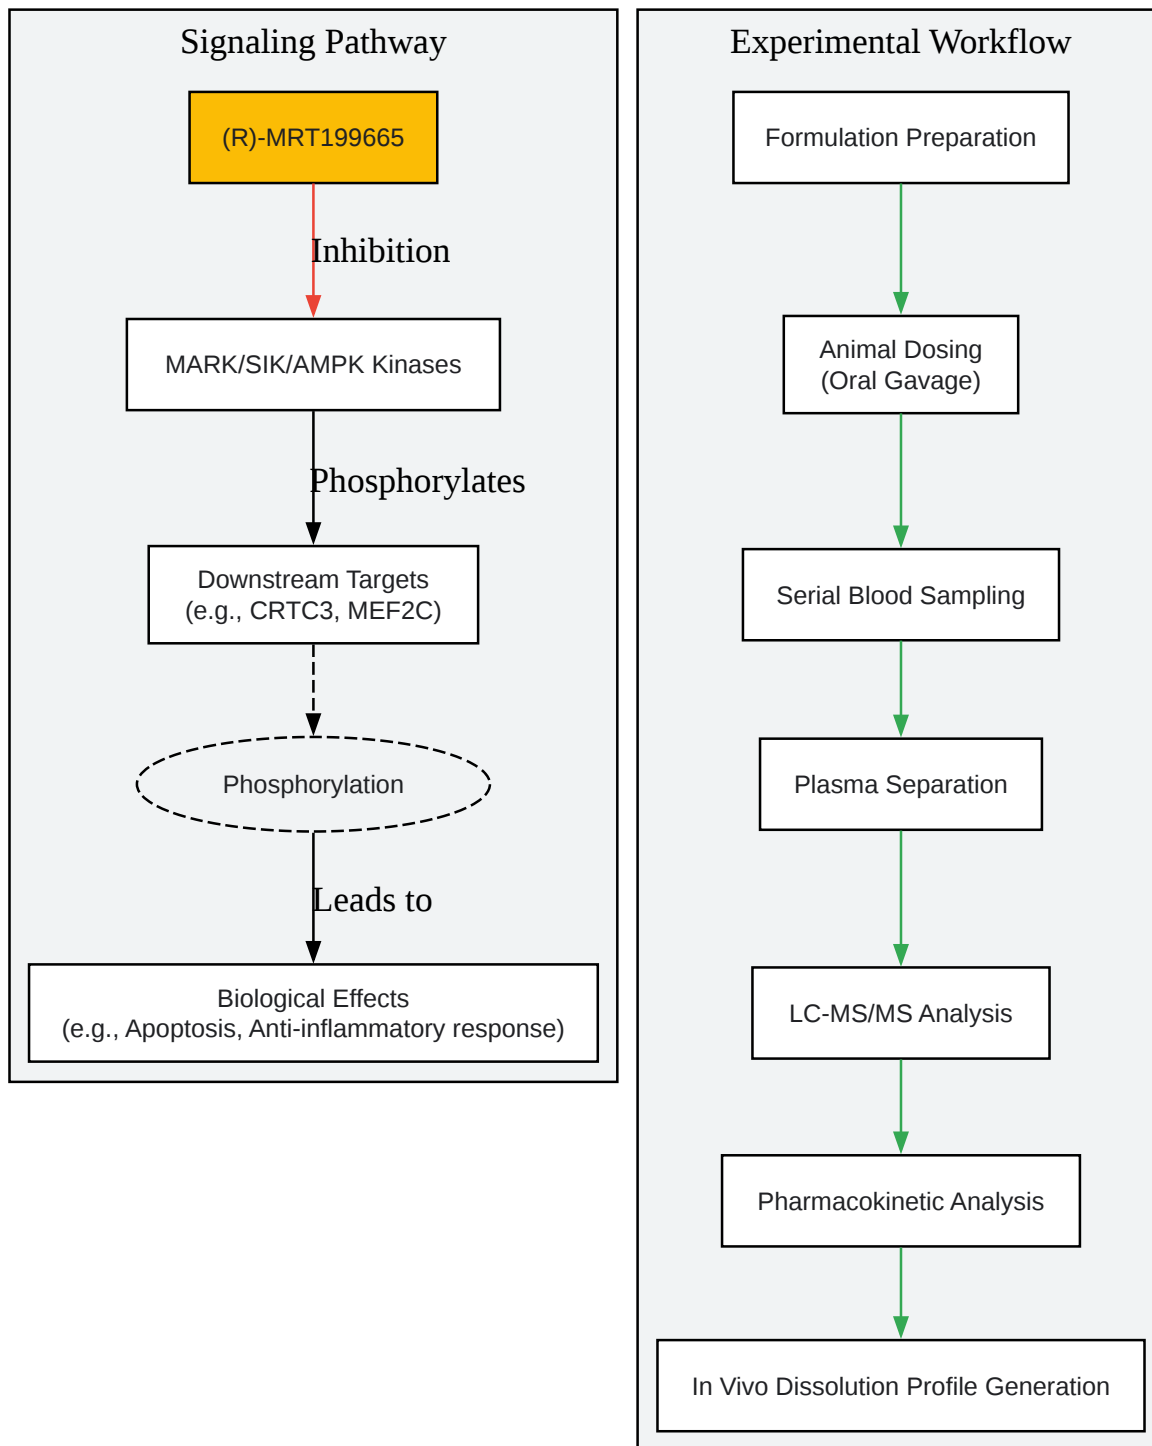 Signaling Pathway
(R)-MRT199665
Inhibition
MARK/SIK/AMPK Kinases
Phosphorylates
Downstream Targets
(e.g., CRTC3, MEF2C)
Phosphorylation
Leads to
Biological Effects
(e.g., Apoptosis, Anti-inflammatory response)
Experimental Workflow
Formulation Preparation
Animal Dosing
(Oral Gavage)
Serial Blood Sampling
Plasma Separation
LC-MS/MS Analysis
Pharmacokinetic Analysis
In Vivo Dissolution Profile Generation